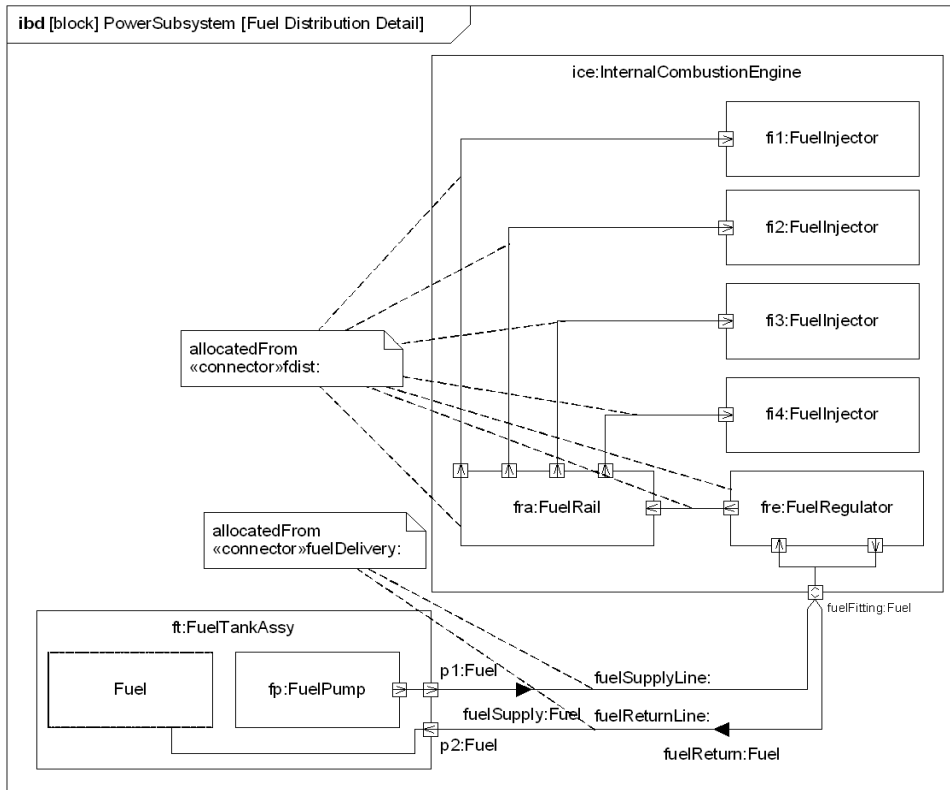 ibd [block] PowerSubsystem [Fuel Distribution Detail]
ice:InternalCombustionEngine
fi1:FuelInjector
fi2:FuelInjector
fi3:FuelInjector
allocatedFrom
«connector»fdist:
fi4:FuelInjector
fra:FuelRail
fre:FuelRegulator
allocatedFrom
«connector»fuelDelivery:
fuelFitting:Fuel
ft:FuelTankAssy
p1:Fuel
fuelSupplyLine:
Fuel
fp:FuelPump
fuelSupply:Fuel
fuelReturnLine:
p2:Fuel
fuelReturn:Fuel